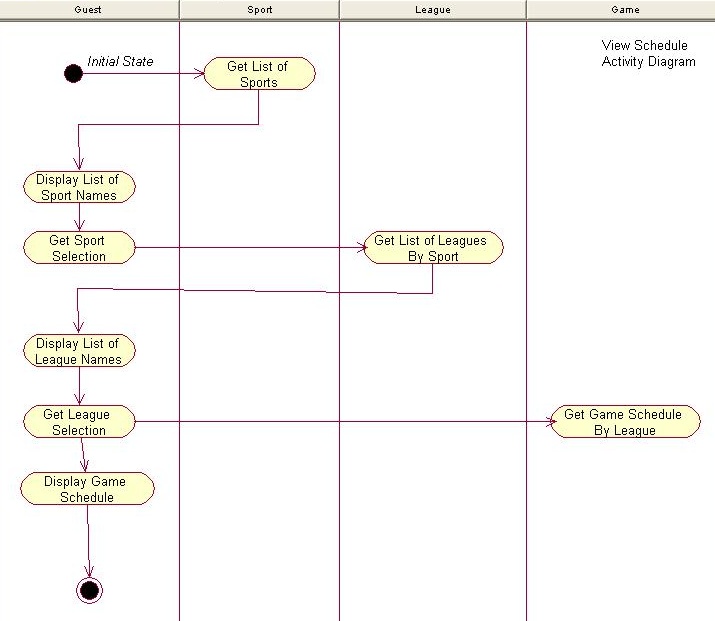 Guest Sport League Game
View Schedule
Activity Diagram
Initial State
Get List of
Sports
Display List of
Sport Names
Get Sport
Selection
Get List of Leagues
By Sport
Display List of
League Names
Get League
Selection
Get Game Schedule
By League
Display Game
Schedule